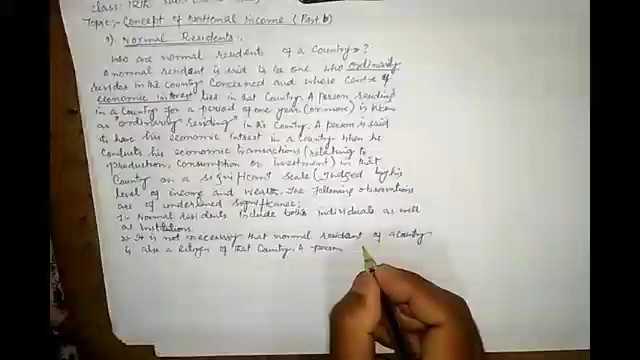 class: 12th
Topic:- Concept of National Income (Part b)
Normal Residents:-
Who are normal residents of a Country?
A normal resident is said to be one who ordinarily
resides in the country Concerned and whose Centre of
economic interest lies in that Country. A person residing
in a Country for a period of one year (or more) is taken
as "ordinarily residing" in the Country. A person is said
to have his economic interest in a country when he
conducts his economic transactions (relating to
production, Consumption or Investment) in that
Country on a significant scale (Judged by his
level of income and Wealth. The following observations
are of underlined significance;
1:- Normal residents include both individuals as well
as Institutions.
2:- It is not necessary that normal resident of a country
is also a citizen of that Country. A person